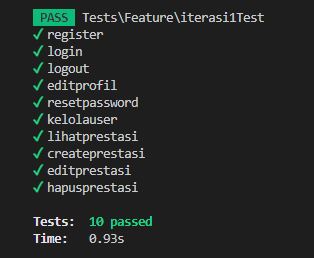 PASS Tests\Feature\iterasi1Test
✓ register
✓ login
✓ logout
✓ editprofil
✓ resetpassword
✓ kelolauser
✓ lihatprestasi
✓ createprestasi
✓ editprestasi
✓ hapusprestasi
Tests: 10 passed
Time: 0.93s